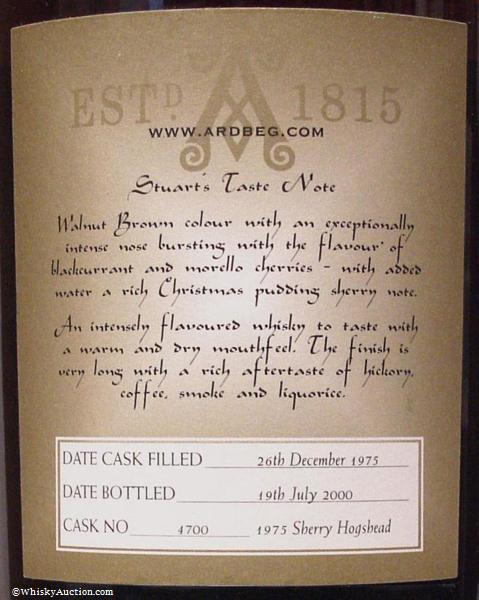 ESTD. 1815
WWW.ARDBEG.COM
Stuart's Taste Note
Walnut Brown colour with an exceptionally
intense nose bursting with the flavour of
blackcurrant and morello cherries - with added
water a rich Christmas pudding sherry note.
An intensely flavoured whisky to taste with
a warm and dry mouthfeel. The finish is
very long with a rich aftertaste of hickory,
coffee, smoke and liquorice.
DATE CASK FILLED 26th December 1975
DATE BOTTLED 19th July 2000
CASK NO 4700 1975 Sherry Hogshead
©WhiskyAuction.com